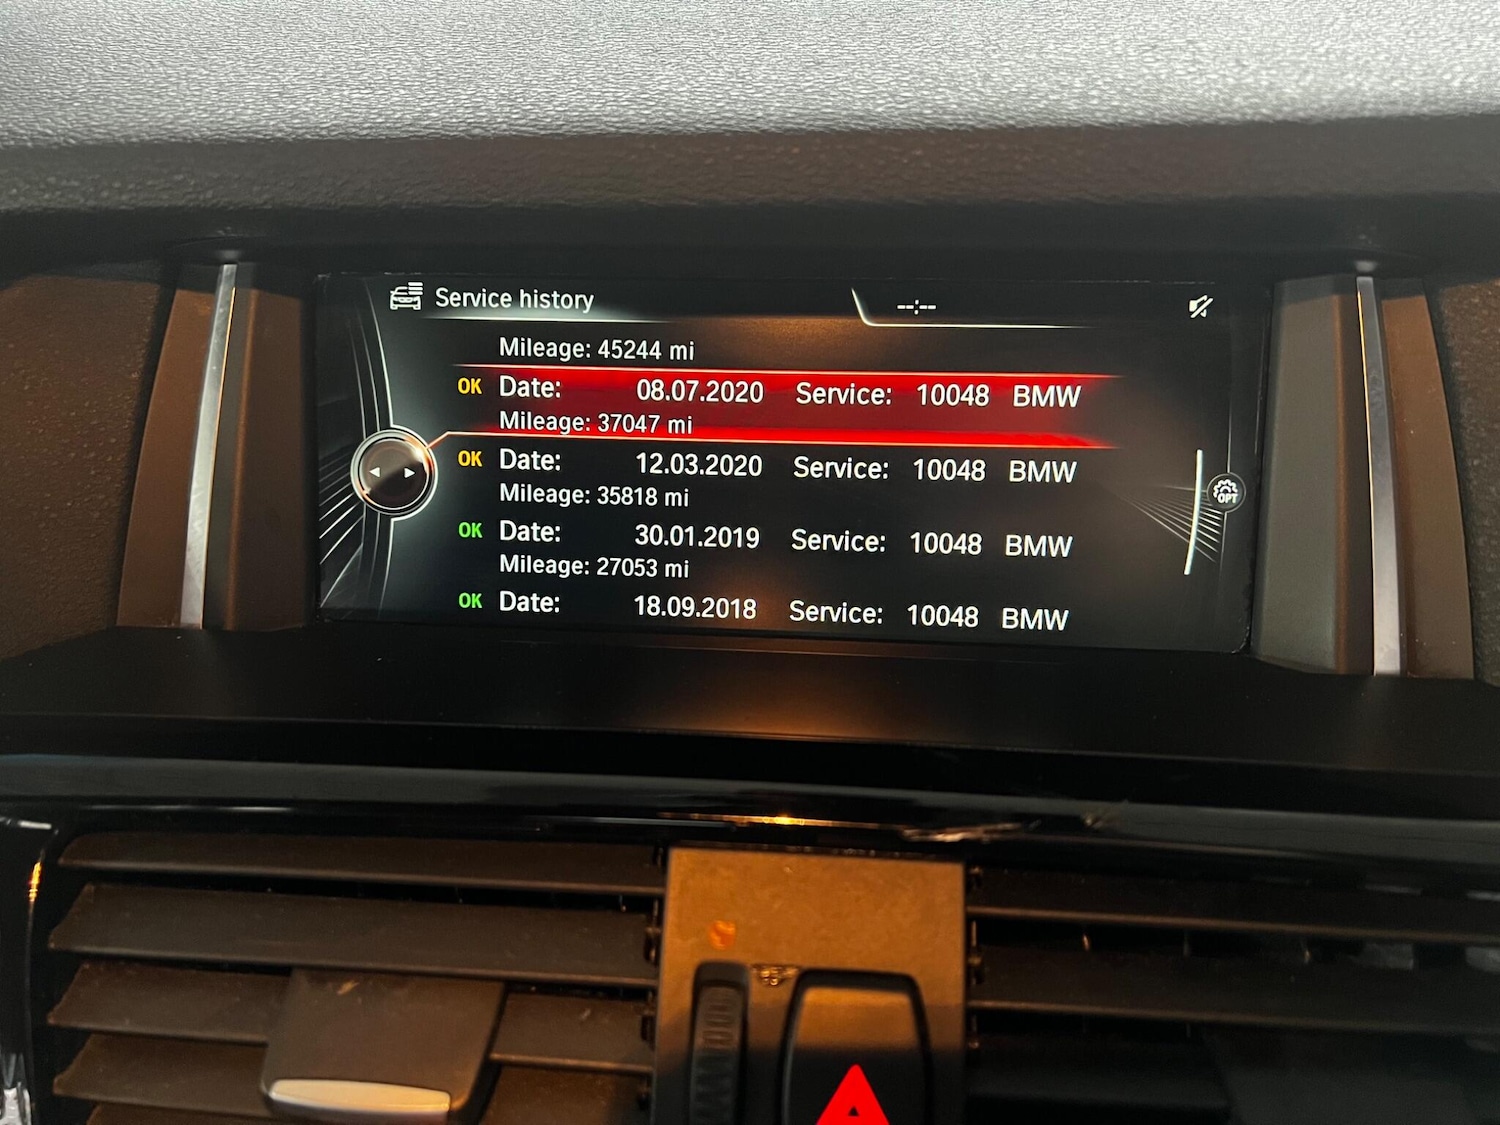 Service history --:--
Mileage: 45244 mi
OK Date: 08.07.2020 Service: 10048 BMW
Mileage: 37047 mi
OK Date: 12.03.2020 Service: 10048 BMW
Mileage: 35818 mi
OK Date: 30.01.2019 Service: 10048 BMW
Mileage: 27053 mi
OK Date: 18.09.2018 Service: 10048 BMW
OPT